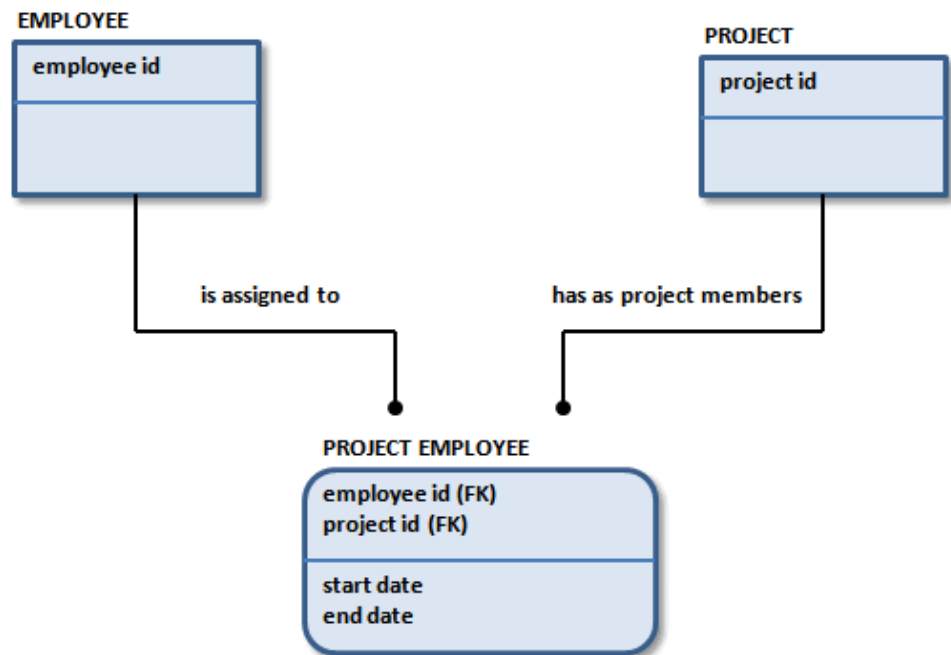 EMPLOYEE
employee id
PROJECT
project id
is assigned to
has as project members
PROJECT EMPLOYEE
employee id (FK)
project id (FK)
start date
end date